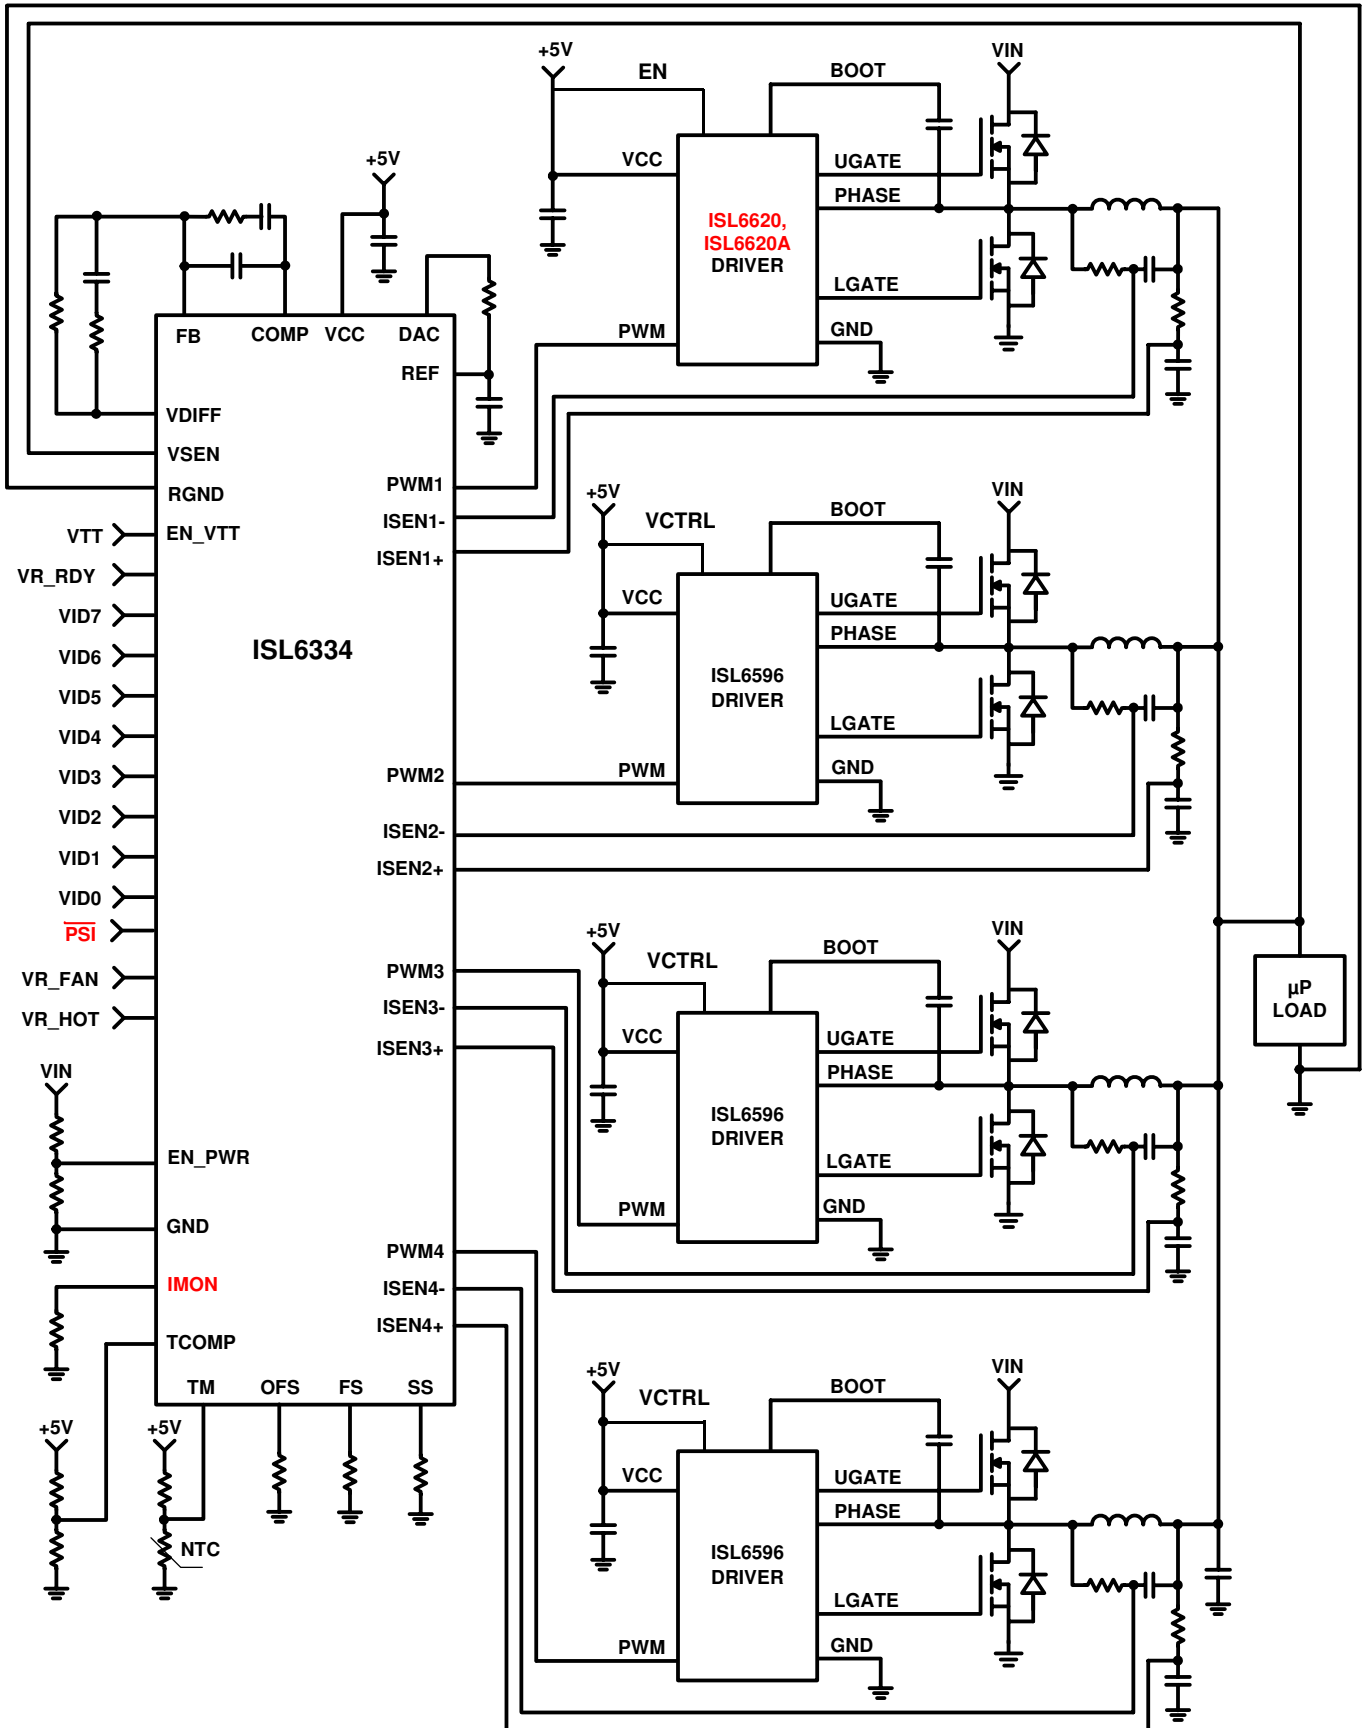 +5V
EN
VCC
BOOT
VIN
UGATE
PHASE
LGATE
GND
PWM
ISL6620,
ISL6620A
DRIVER
+5V
FB
COMP
VCC
DAC
REF
VDIFF
VSEN
RGND
EN_VTT
VTT
VR_RDY
VID7
VID6
VID5
VID4
VID3
VID2
VID1
VID0
PSI
VR_FAN
VR_HOT
VIN
EN_PWR
GND
IMON
TCOMP
TM
OFS
FS
SS
+5V
+5V
NTC
ISL6334
PWM1
ISEN1-
ISEN1+
PWM2
ISEN2-
ISEN2+
PWM3
ISEN3-
ISEN3+
PWM4
ISEN4-
ISEN4+
+5V
VCTRL
VCC
BOOT
VIN
UGATE
PHASE
LGATE
GND
PWM
ISL6596
DRIVER
+5V
VCTRL
VCC
BOOT
VIN
UGATE
PHASE
LGATE
GND
PWM
ISL6596
DRIVER
µP
LOAD
+5V
VCTRL
VCC
BOOT
VIN
UGATE
PHASE
LGATE
GND
PWM
ISL6596
DRIVER